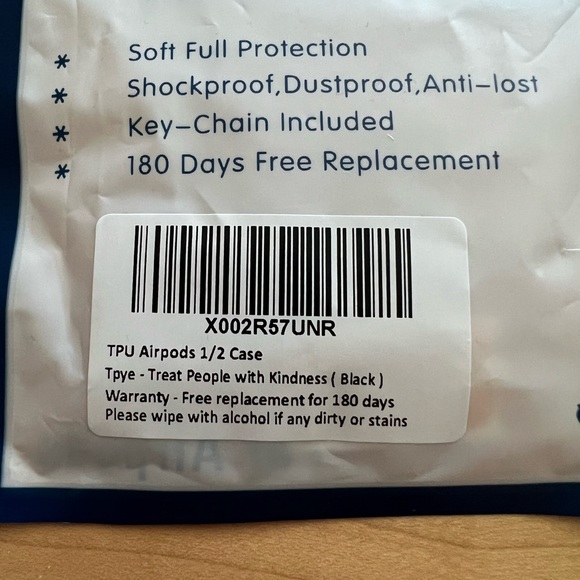 * Soft Full Protection
* Shockproof,Dustproof,Anti-lost
* Key-Chain Included
* 180 Days Free Replacement
X002R57UNR
TPU Airpods 1/2 Case
Tpye - Treat People with Kindness ( Black )
Warranty - Free replacement for 180 days
Please wipe with alcohol if any dirty or stains